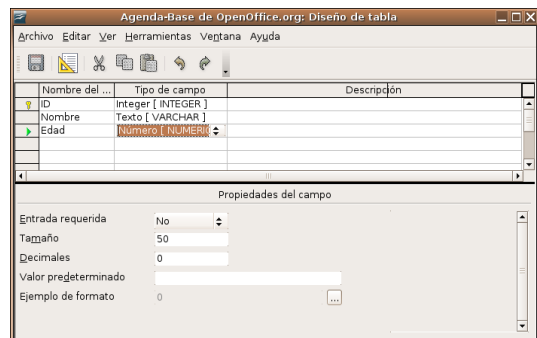 Agenda-Base de OpenOffice.org: Diseño de tabla
Archivo Editar Ver Herramientas Ventana Ayuda
Nombre del ... Tipo de campo Descripción
ID Integer [ INTEGER ]
Nombre Texto [ VARCHAR ]
Edad Número [ NUMERIC
Propiedades del campo
Entrada requerida No
Tamaño 50
Decimales 0
Valor predeterminado
Ejemplo de formato 0 ...